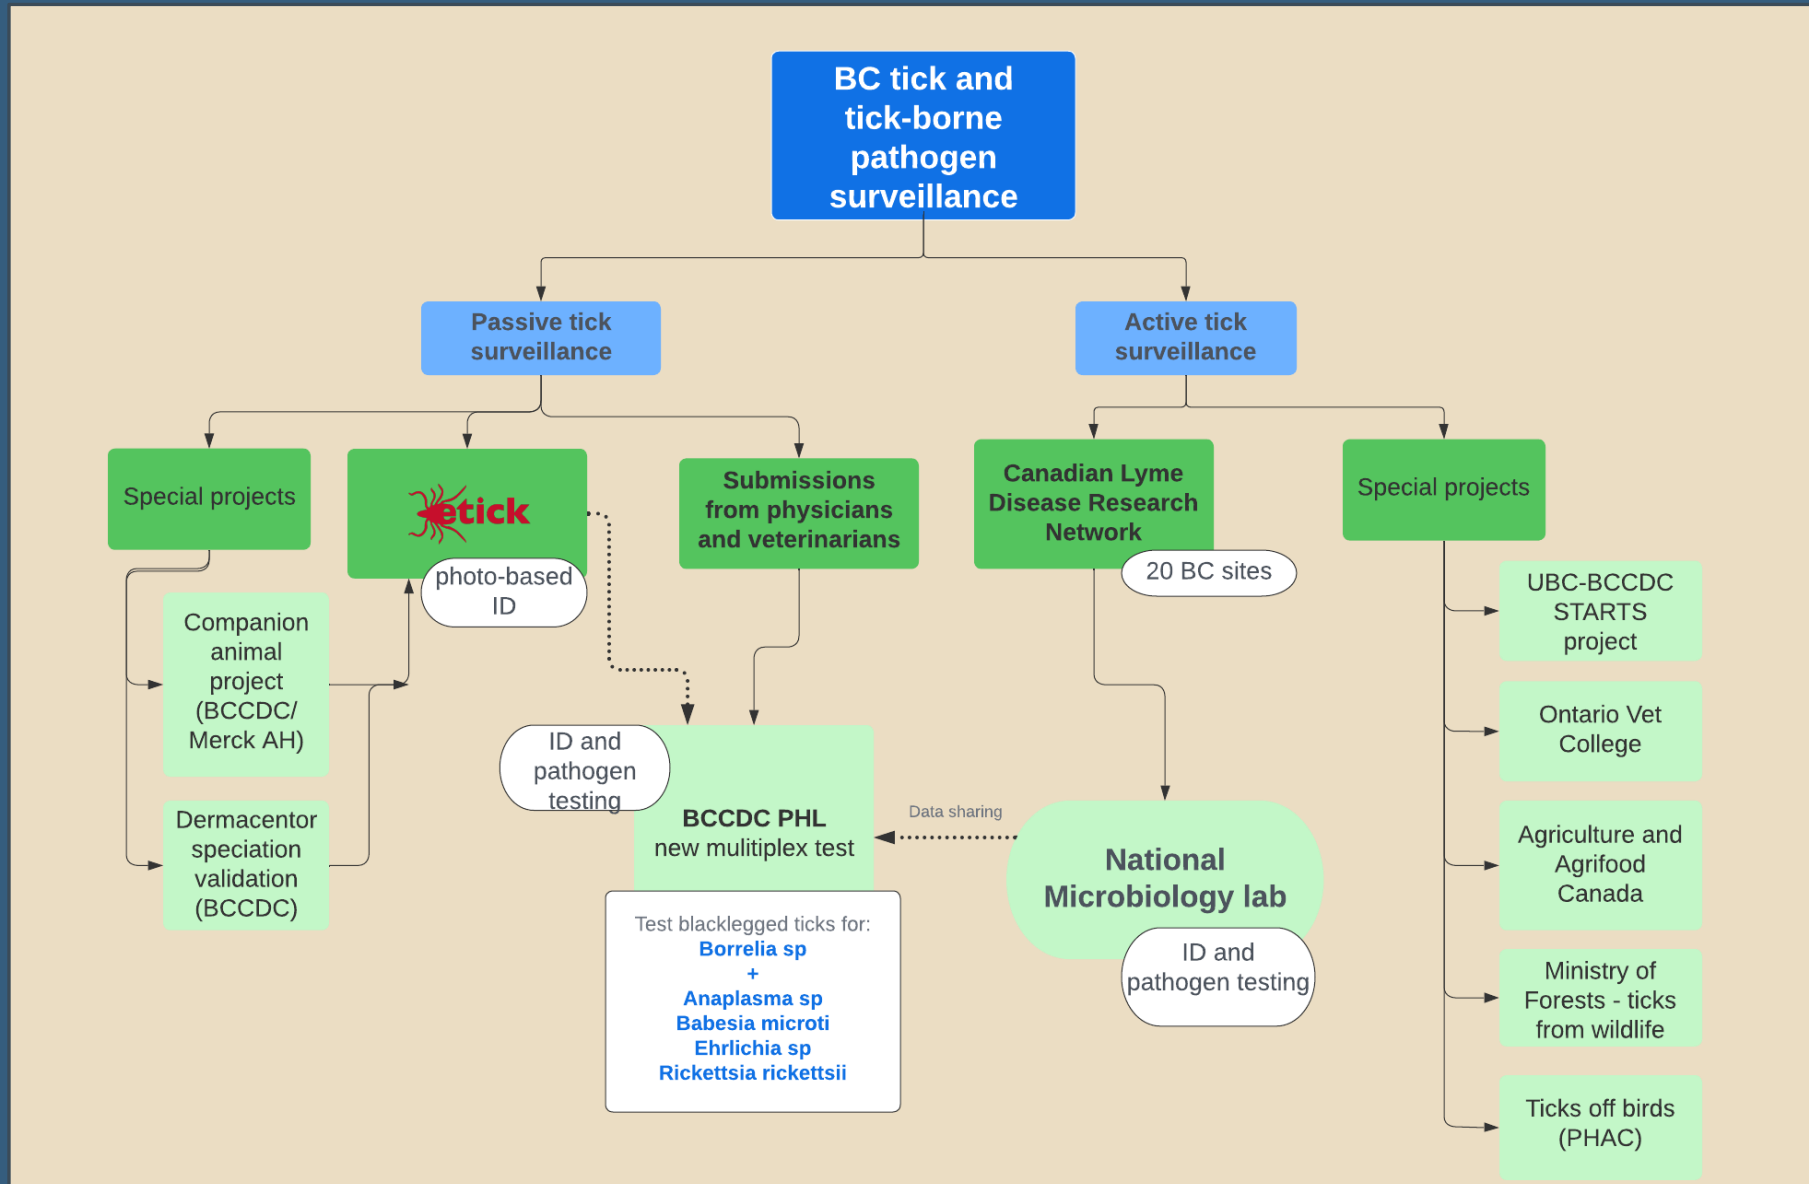 BC tick and
tick-borne
pathogen
surveillance
Passive tick
surveillance
Active tick
surveillance
Special projects
etick
photo-based
ID
Submissions
from physicians
and veterinarians
Canadian Lyme
Disease Research
Network
20 BC sites
Special projects
Companion
animal
project
(BCCDC/
Merck AH)
Dermacentor
speciation
validation
(BCCDC)
ID and
pathogen
testing
BCCDC PHL
new mulitiplex test
Test blacklegged ticks for:
Borrelia sp
+
Anaplasma sp
Babesia microti
Ehrlichia sp
Rickettsia rickettsii
Data sharing
National
Microbiology lab
ID and
pathogen testing
UBC-BCCDC
STARTS
project
Ontario Vet
College
Agriculture and
Agrifood
Canada
Ministry of
Forests - ticks
from wildlife
Ticks off birds
(PHAC)